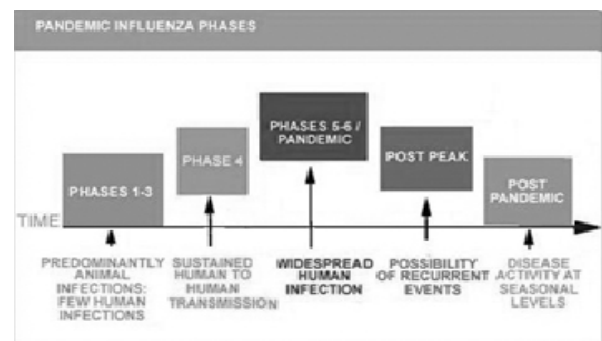 PANDEMIC INFLUENZA PHASES
PHASES 1-3
PHASE 4
PHASES 5-6 /
PANDEMIC
POST PEAK
POST
PANDEMIC
TIME
PREDOMINANTLY
ANIMAL
INFECTIONS:
FEW HUMAN
INFECTIONS
SUSTAINED
HUMAN TO
HUMAN
TRANSMISSION
WIDESPREAD
HUMAN
INFECTION
POSSIBILITY
OF RECURRENT
EVENTS
DISEASE
ACTIVITY AT
SEASONAL
LEVELS